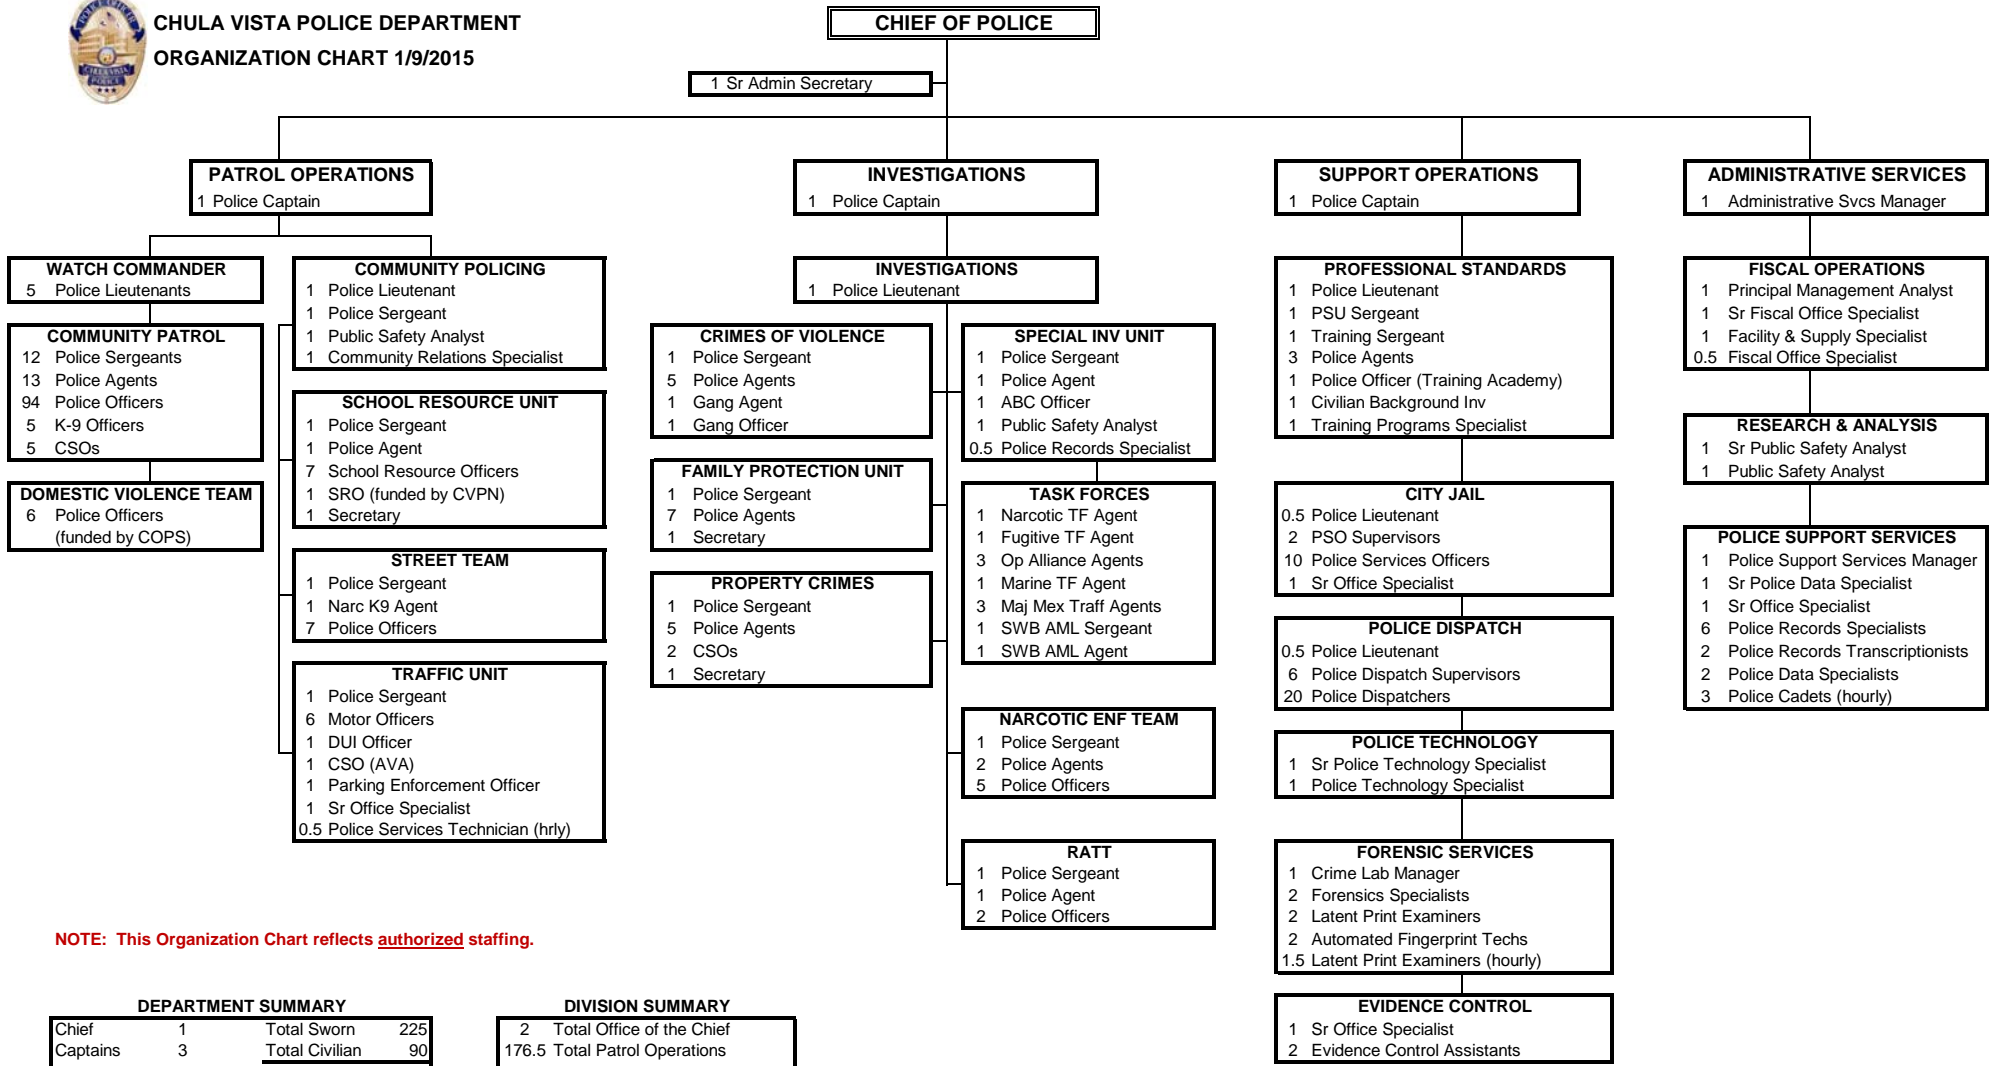 CHULA VISTA POLICE DEPARTMENT
ORGANIZATION CHART 1/9/2015
CHIEF OF POLICE
1 Sr Admin Secretary
PATROL OPERATIONS
1 Police Captain
WATCH COMMANDER
5 Police Lieutenants
COMMUNITY PATROL
12 Police Sergeants
13 Police Agents
94 Police Officers
5 K-9 Officers
5 CSOs
DOMESTIC VIOLENCE TEAM
6 Police Officers
(funded by COPS)
COMMUNITY POLICING
1 Police Lieutenant
1 Police Sergeant
1 Public Safety Analyst
1 Community Relations Specialist
SCHOOL RESOURCE UNIT
1 Police Sergeant
1 Police Agent
7 School Resource Officers
1 SRO (funded by CVPN)
1 Secretary
STREET TEAM
1 Police Sergeant
1 Narc K9 Agent
7 Police Officers
TRAFFIC UNIT
1 Police Sergeant
6 Motor Officers
1 DUI Officer
1 CSO (AVA)
1 Parking Enforcement Officer
1 Sr Office Specialist
0.5 Police Services Technician (hrly)
INVESTIGATIONS
1 Police Captain
INVESTIGATIONS
1 Police Lieutenant
CRIMES OF VIOLENCE
1 Police Sergeant
5 Police Agents
1 Gang Agent
1 Gang Officer
FAMILY PROTECTION UNIT
1 Police Sergeant
7 Police Agents
1 Secretary
PROPERTY CRIMES
1 Police Sergeant
5 Police Agents
2 CSOs
1 Secretary
SPECIAL INV UNIT
1 Police Sergeant
1 Police Agent
1 ABC Officer
1 Public Safety Analyst
0.5 Police Records Specialist
TASK FORCES
1 Narcotic TF Agent
1 Fugitive TF Agent
3 Op Alliance Agents
1 Marine TF Agent
3 Maj Mex Traff Agents
1 SWB AML Sergeant
1 SWB AML Agent
NARCOTIC ENF TEAM
1 Police Sergeant
2 Police Agents
5 Police Officers
RATT
1 Police Sergeant
1 Police Agent
2 Police Officers
SUPPORT OPERATIONS
1 Police Captain
PROFESSIONAL STANDARDS
1 Police Lieutenant
1 PSU Sergeant
1 Training Sergeant
3 Police Agents
1 Police Officer (Training Academy)
1 Civilian Background Inv
1 Training Programs Specialist
CITY JAIL
0.5 Police Lieutenant
2 PSO Supervisors
10 Police Services Officers
1 Sr Office Specialist
POLICE DISPATCH
0.5 Police Lieutenant
6 Police Dispatch Supervisors
20 Police Dispatchers
POLICE TECHNOLOGY
1 Sr Police Technology Specialist
1 Police Technology Specialist
FORENSIC SERVICES
1 Crime Lab Manager
2 Forensics Specialists
2 Latent Print Examiners
2 Automated Fingerprint Techs
1.5 Latent Print Examiners (hourly)
EVIDENCE CONTROL
1 Sr Office Specialist
2 Evidence Control Assistants
ADMINISTRATIVE SERVICES
1 Administrative Svcs Manager
FISCAL OPERATIONS
1 Principal Management Analyst
1 Sr Fiscal Office Specialist
1 Facility & Supply Specialist
0.5 Fiscal Office Specialist
RESEARCH & ANALYSIS
1 Sr Public Safety Analyst
1 Public Safety Analyst
POLICE SUPPORT SERVICES
1 Police Support Services Manager
1 Sr Police Data Specialist
1 Sr Office Specialist
6 Police Records Specialists
2 Police Records Transcriptionists
2 Police Data Specialists
3 Police Cadets (hourly)
NOTE: This Organization Chart reflects authorized staffing.
DEPARTMENT SUMMARY
Chief 1 Total Sworn 225
Captains 3 Total Civilian 90
DIVISION SUMMARY
2 Total Office of the Chief
176.5 Total Patrol Operations